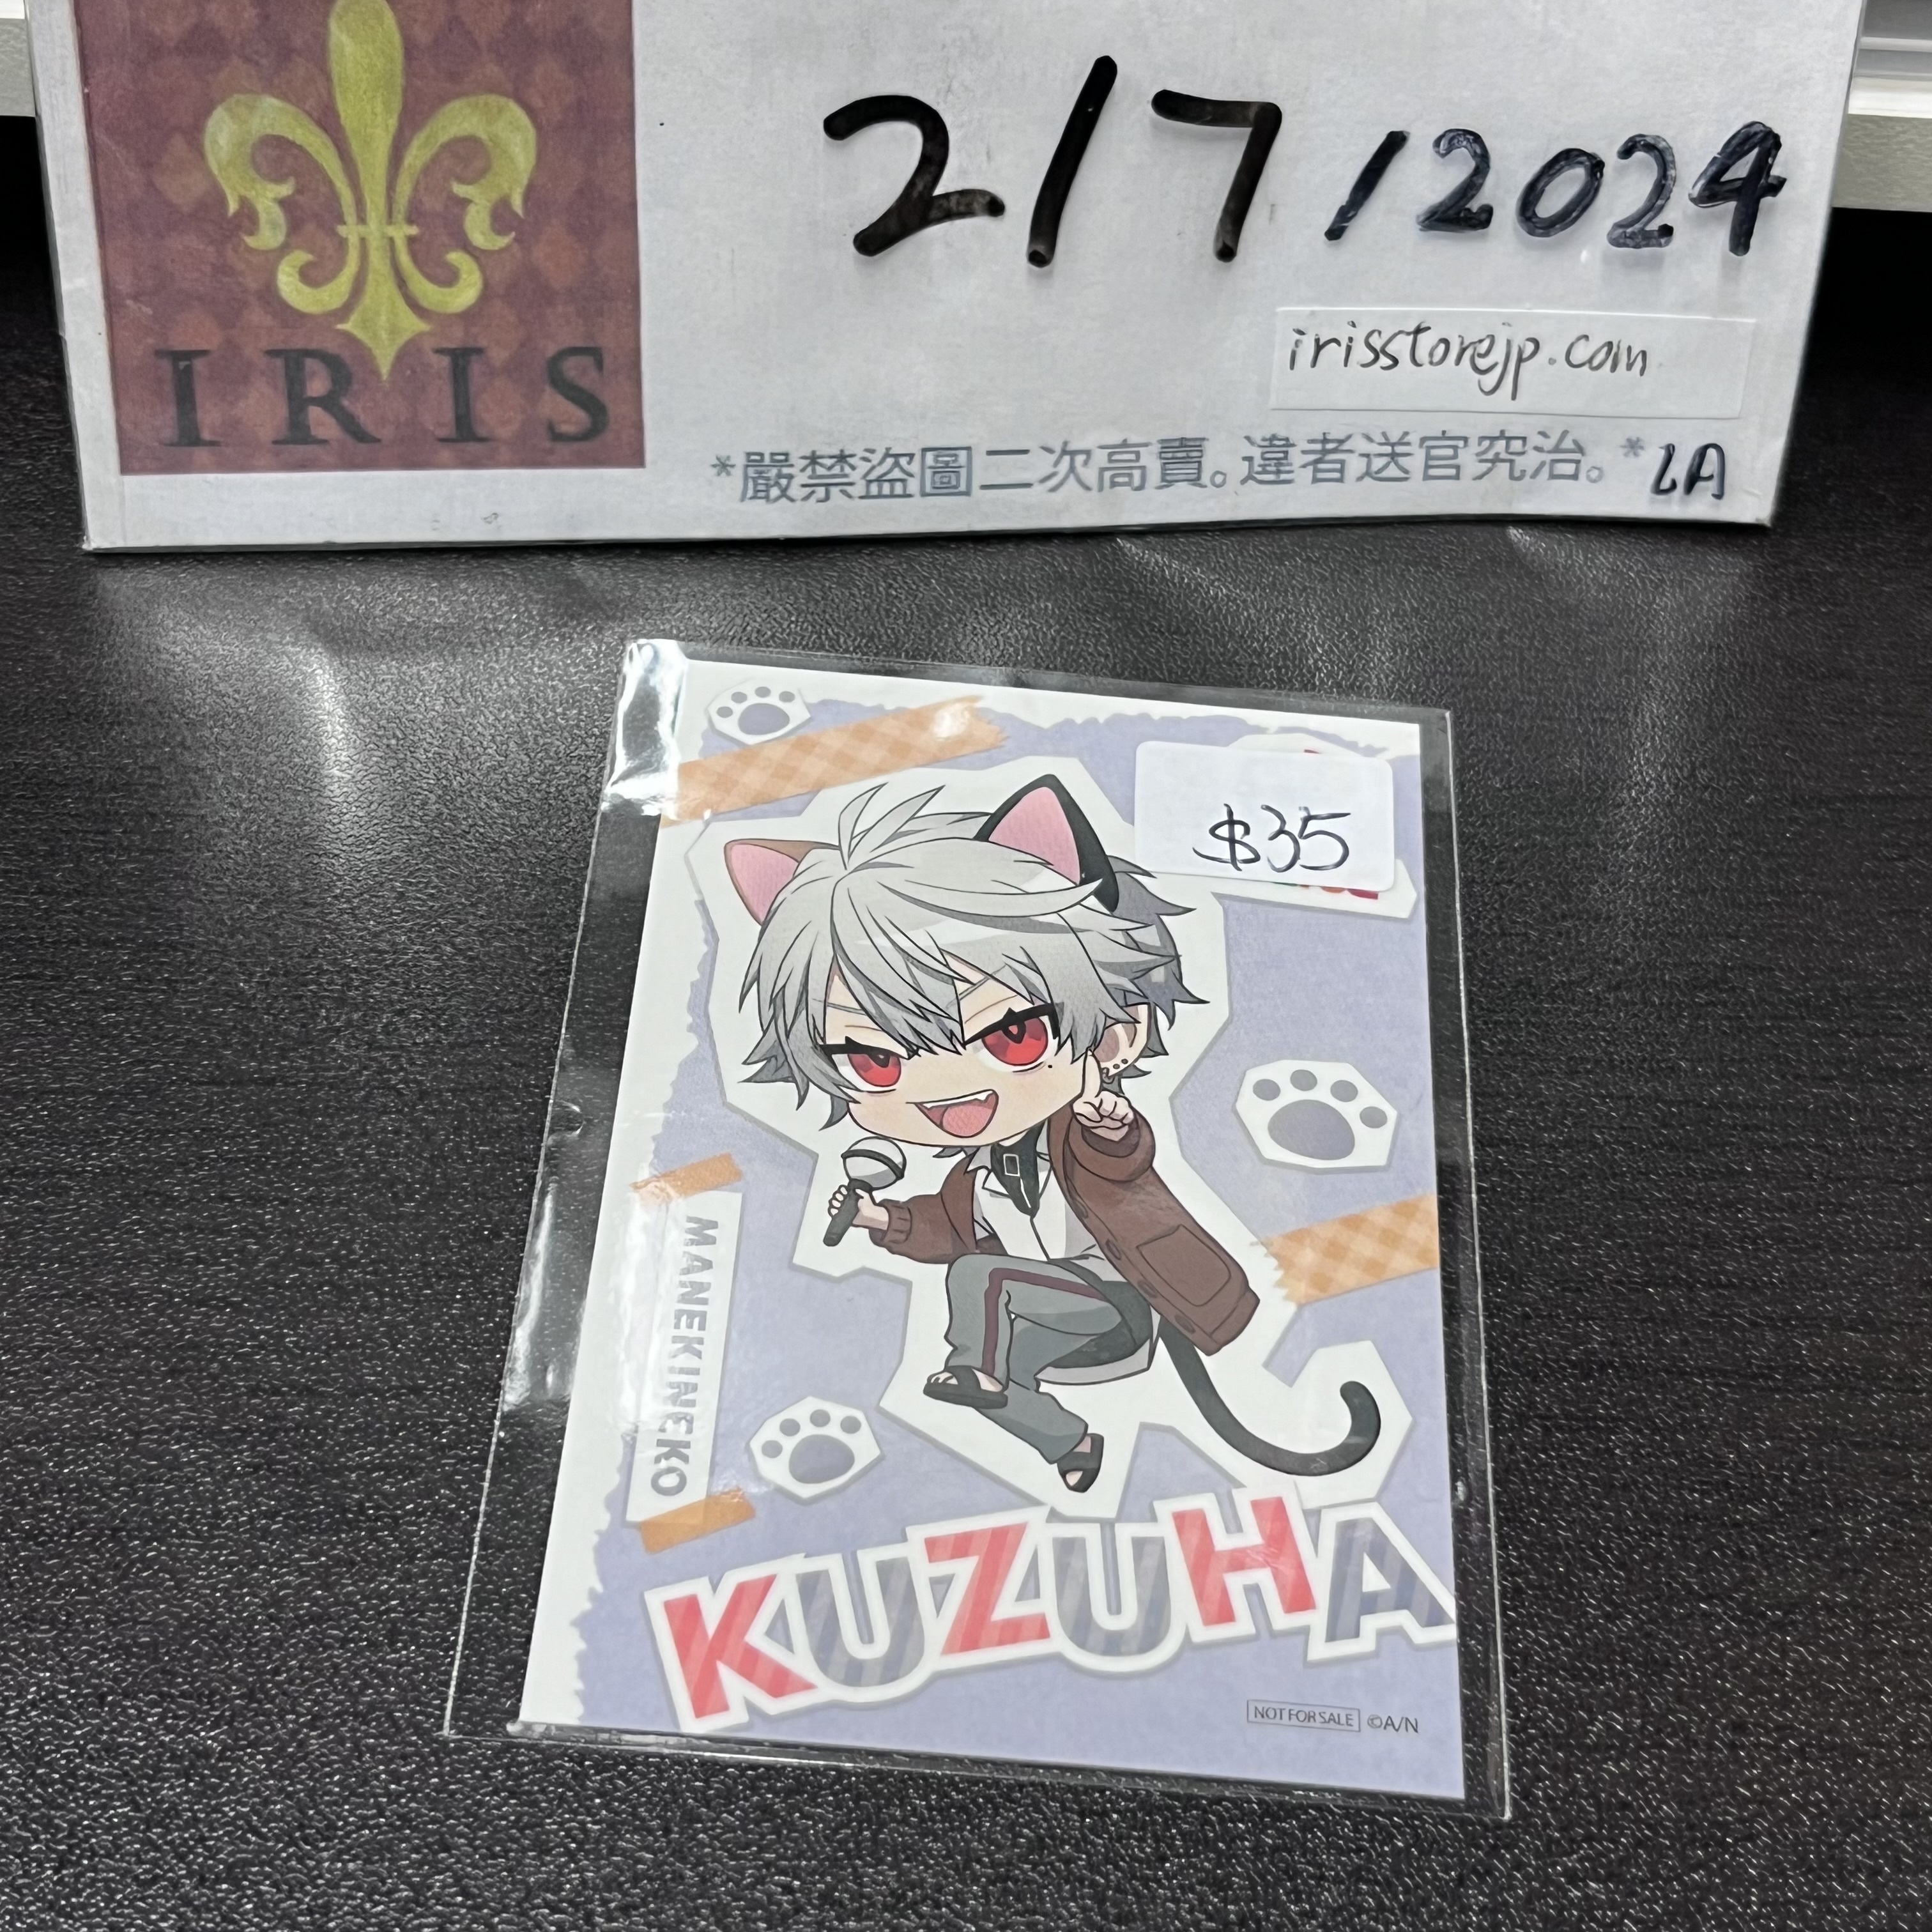 2/7/2024
IRIS
irisstorejp.com
*嚴禁盜圖二次高賣。違者送官究治。* LA
$35
MANEKINEKO
KUZUHA
NOT FOR SALE ©A/N